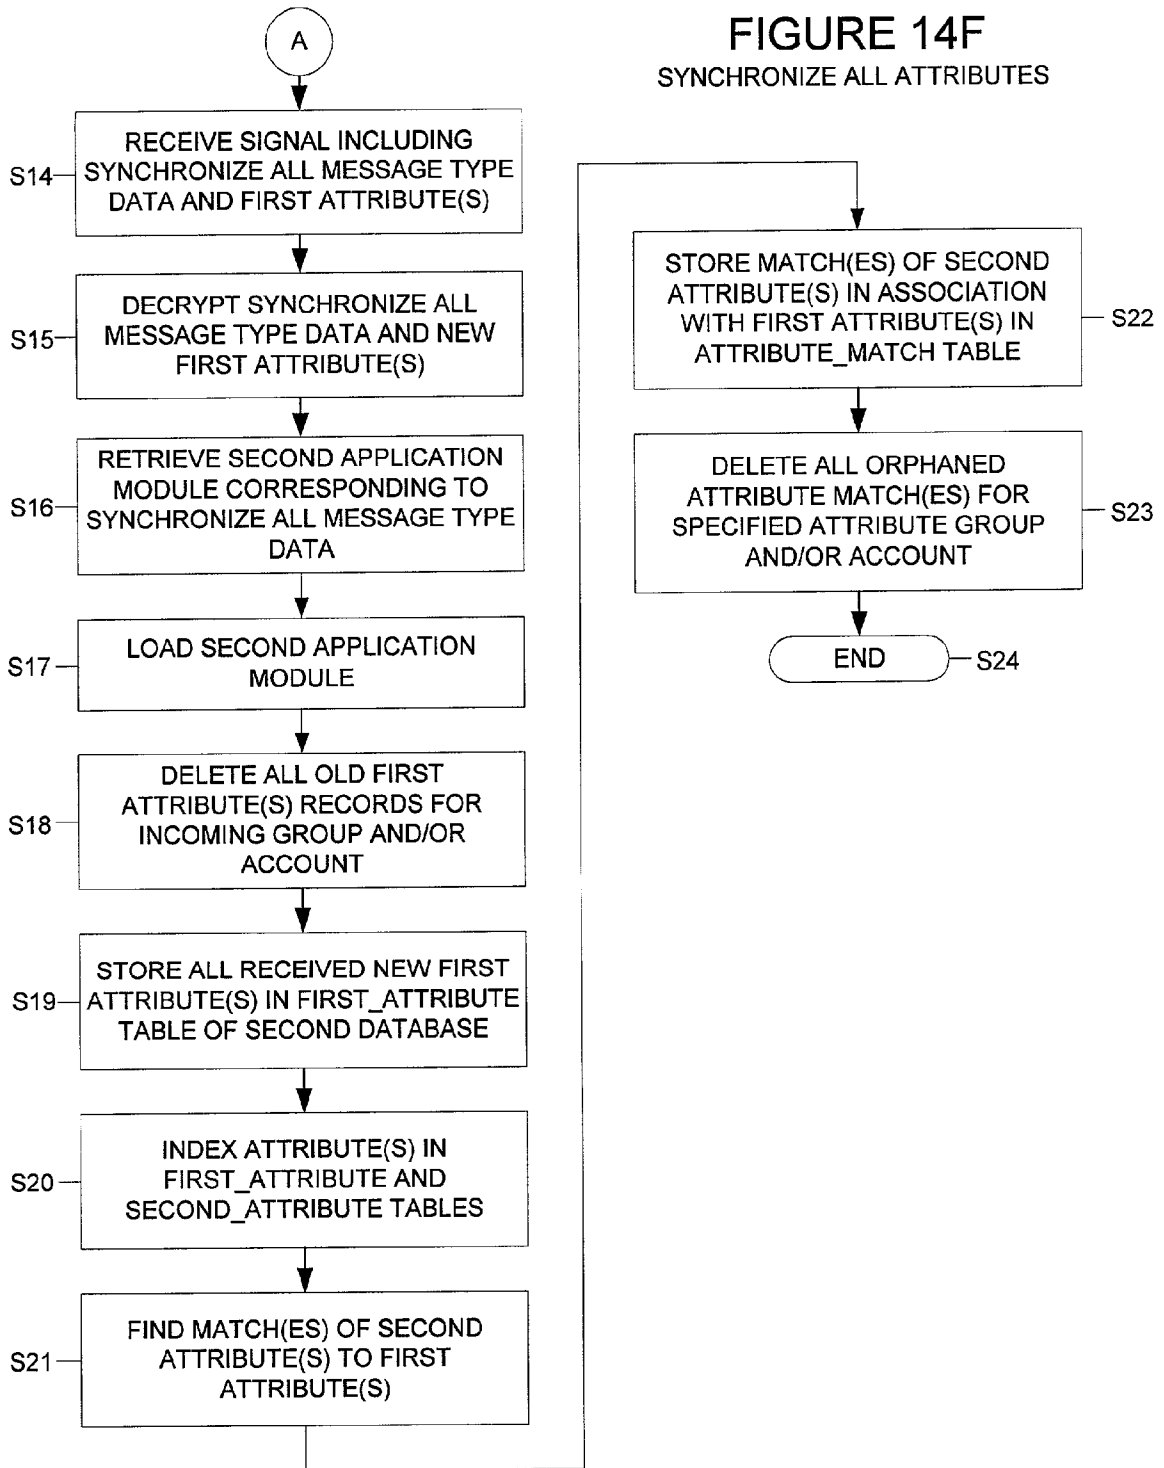 A
FIGURE 14F
SYNCHRONIZE ALL ATTRIBUTES
S14
RECEIVE SIGNAL INCLUDING
SYNCHRONIZE ALL MESSAGE TYPE
DATA AND FIRST ATTRIBUTE(S)
S15
DECRYPT SYNCHRONIZE ALL
MESSAGE TYPE DATA AND NEW
FIRST ATTRIBUTE(S)
S16
RETRIEVE SECOND APPLICATION
MODULE CORRESPONDING TO
SYNCHRONIZE ALL MESSAGE TYPE
DATA
S17
LOAD SECOND APPLICATION
MODULE
S18
DELETE ALL OLD FIRST
ATTRIBUTE(S) RECORDS FOR
INCOMING GROUP AND/OR
ACCOUNT
S19
STORE ALL RECEIVED NEW FIRST
ATTRIBUTE(S) IN FIRST_ATTRIBUTE
TABLE OF SECOND DATABASE
S20
INDEX ATTRIBUTE(S) IN
FIRST_ATTRIBUTE AND
SECOND_ATTRIBUTE TABLES
S21
FIND MATCH(ES) OF SECOND
ATTRIBUTE(S) TO FIRST
ATTRIBUTE(S)
STORE MATCH(ES) OF SECOND
ATTRIBUTE(S) IN ASSOCIATION
WITH FIRST ATTRIBUTE(S) IN
ATTRIBUTE_MATCH TABLE
S22
DELETE ALL ORPHANED
ATTRIBUTE MATCH(ES) FOR
SPECIFIED ATTRIBUTE GROUP
AND/OR ACCOUNT
S23
END
S24